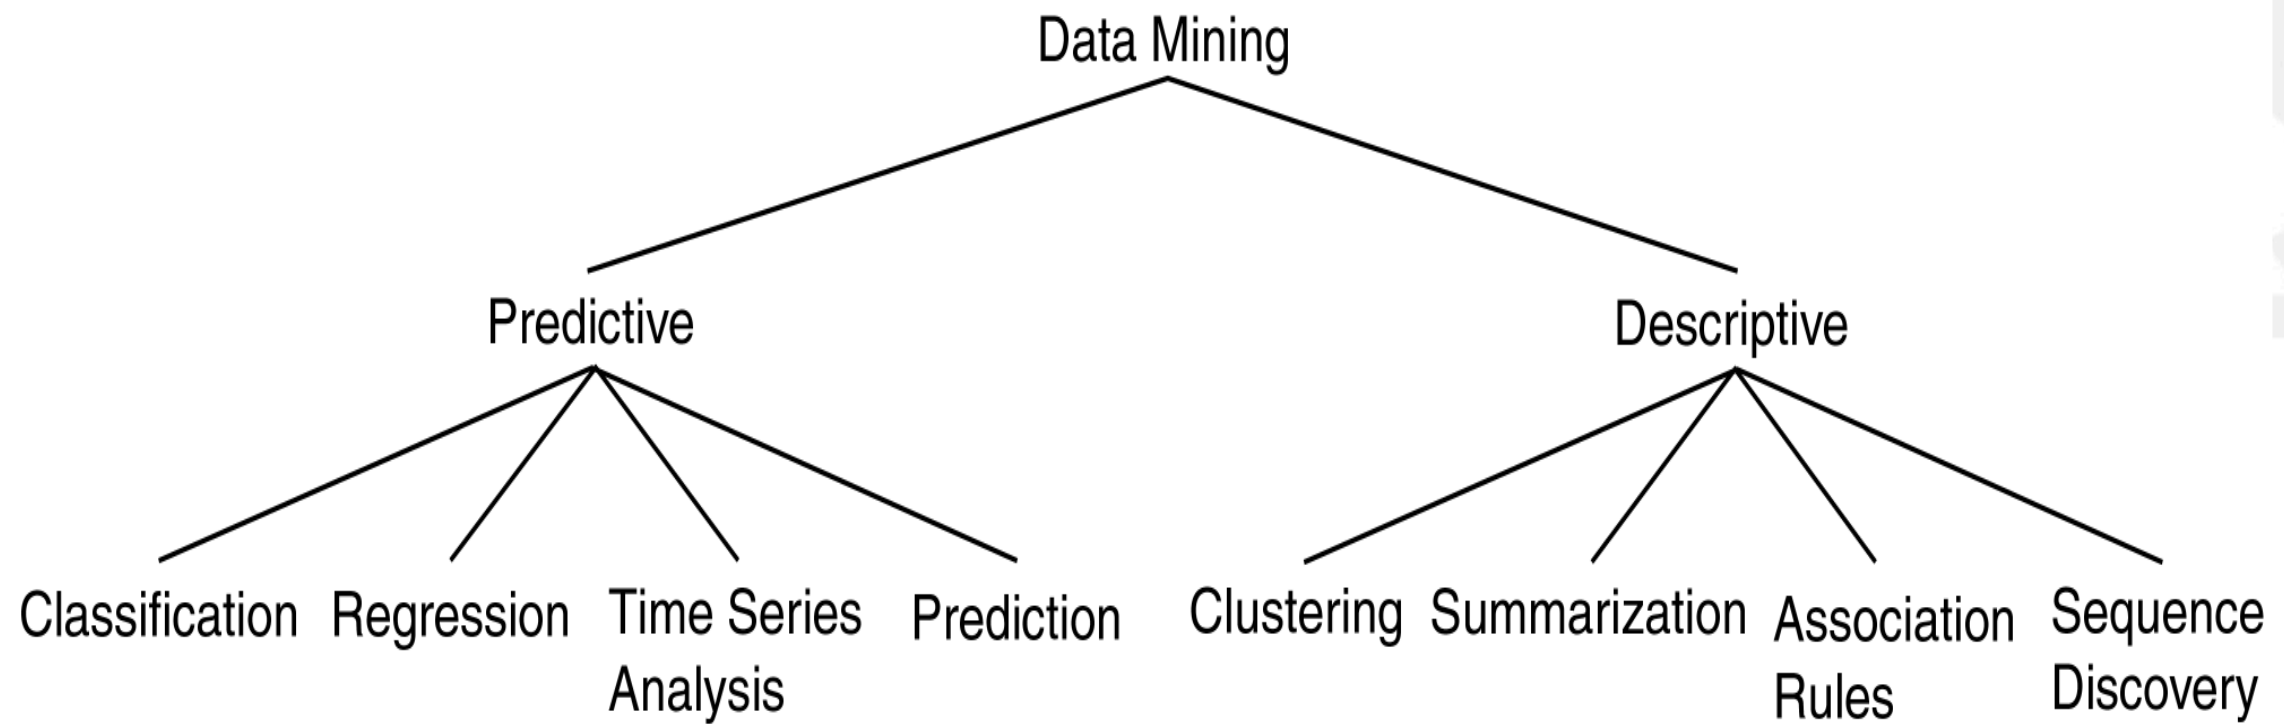 Data Mining
Predictive
Descriptive
Classification
Regression
Time Series
Analysis
Prediction
Clustering
Summarization
Association
Rules
Sequence
Discovery